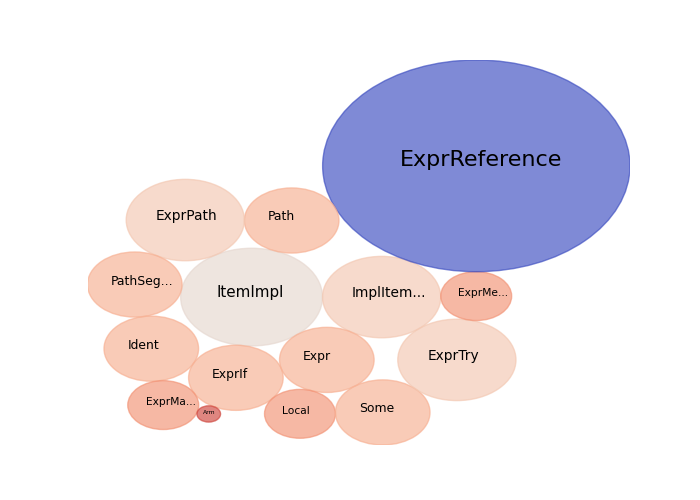 ExprReference
ExprPath
Path
PathSeg...
ItemImpl
ImplItem...
ExprMe...
Ident
ExprIf
Expr
ExprTry
ExprMa...
Arm
Local
Some